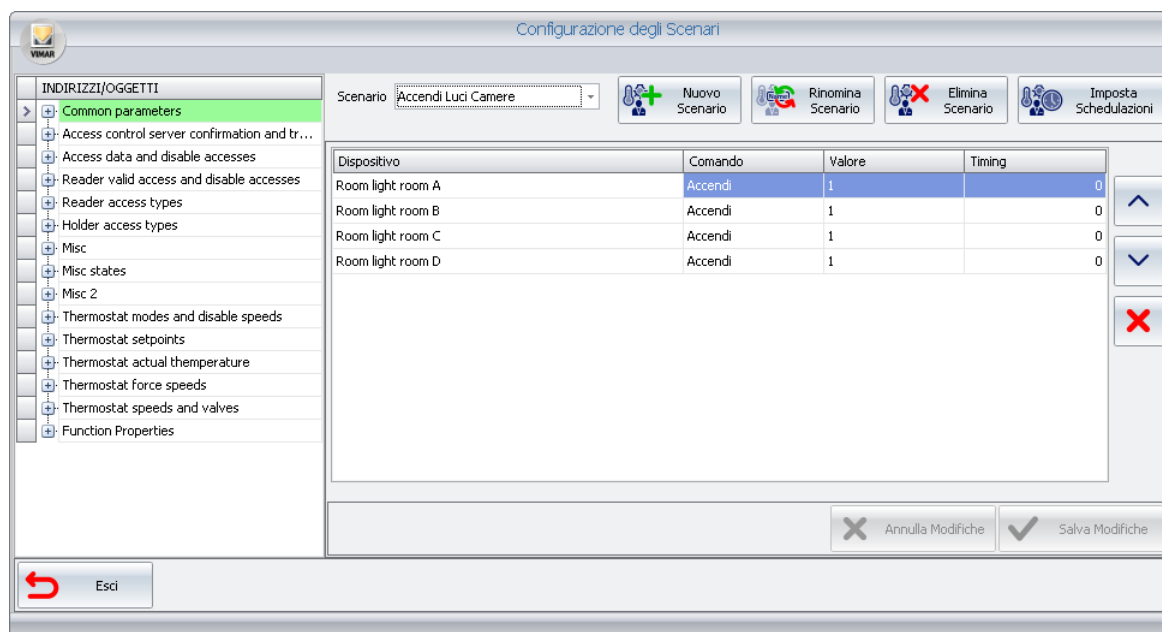 Configurazione degli Scenari
VIMAR
INDIRIZZI/OGGETTI
Common parameters
Access control server confirmation and tr...
Access data and disable accesses
Reader valid access and disable accesses
Reader access types
Holder access types
Misc
Misc states
Misc 2
Thermostat modes and disable speeds
Thermostat setpoints
Thermostat actual themperature
Thermostat force speeds
Thermostat speeds and valves
Function Properties
Scenario Accendi Luci Camere
Nuovo
Scenario
Rinomina
Scenario
Elimina
Scenario
Imposta
Schedulazioni
Dispositivo Comando Valore Timing
Room light room A Accendi 1 0
Room light room B Accendi 1 0
Room light room C Accendi 1 0
Room light room D Accendi 1 0
Annulla Modifiche Salva Modifiche
Esci